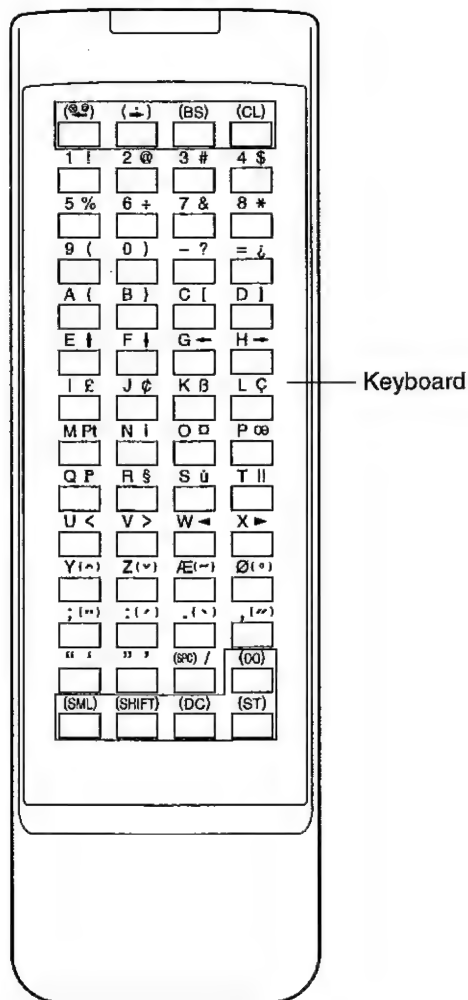 (BS) (CL)
1 ! 2 @ 3 # 4 $
5 % 6 + 7 & 8 *
9 ( 0 ) – ? = ¿
A { B } C [ D ]
E ⬆ F ⬇ G ← H →
I £ J ¢ K ß L Ç
Keyboard
M Pt N ¡ O ¤ P œ
Q ₽ R § S ů T ||
U < V > W ◄ X ►
Y (^) Z (ˇ) Æ (~) Ø (°)
; (¨) : (´) . (`) , (˝)
“ ‘ ” ’ (SPC) / (OO)
(SML) (SHIFT) (DC) (ST)